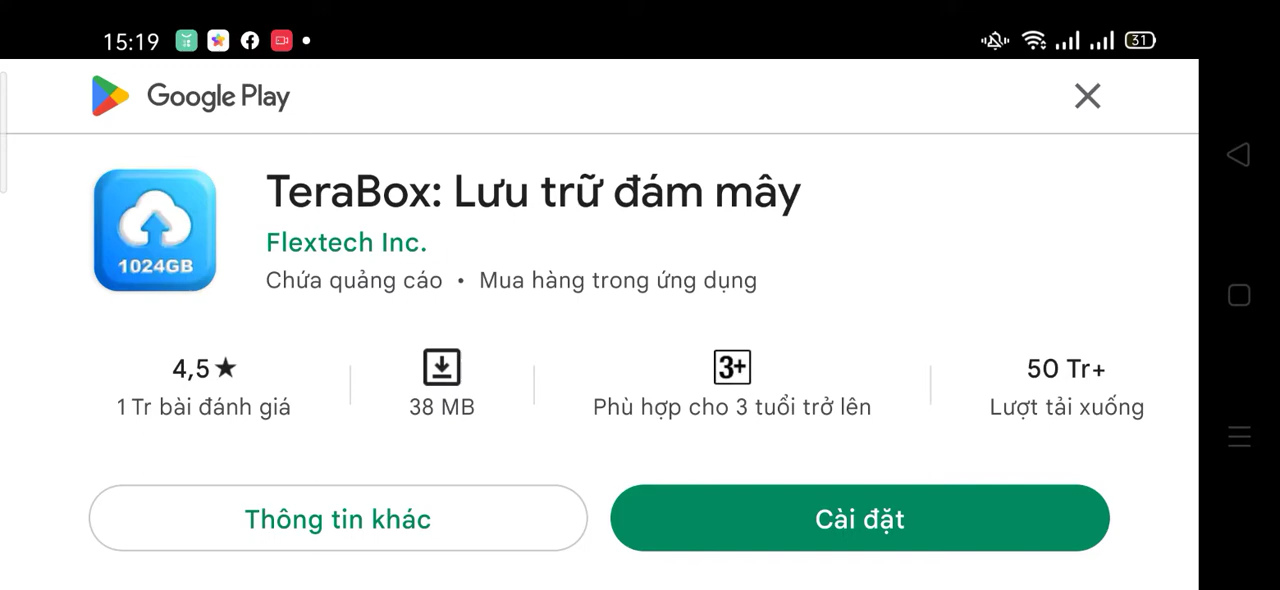 15:19
31
Google Play
TeraBox: Lưu trữ đám mây
Flextech Inc.
Chứa quảng cáo • Mua hàng trong ứng dụng
1024GB
4,5★
1 Tr bài đánh giá
38 MB
3+
Phù hợp cho 3 tuổi trở lên
50 Tr+
Lượt tải xuống
Thông tin khác
Cài đặt